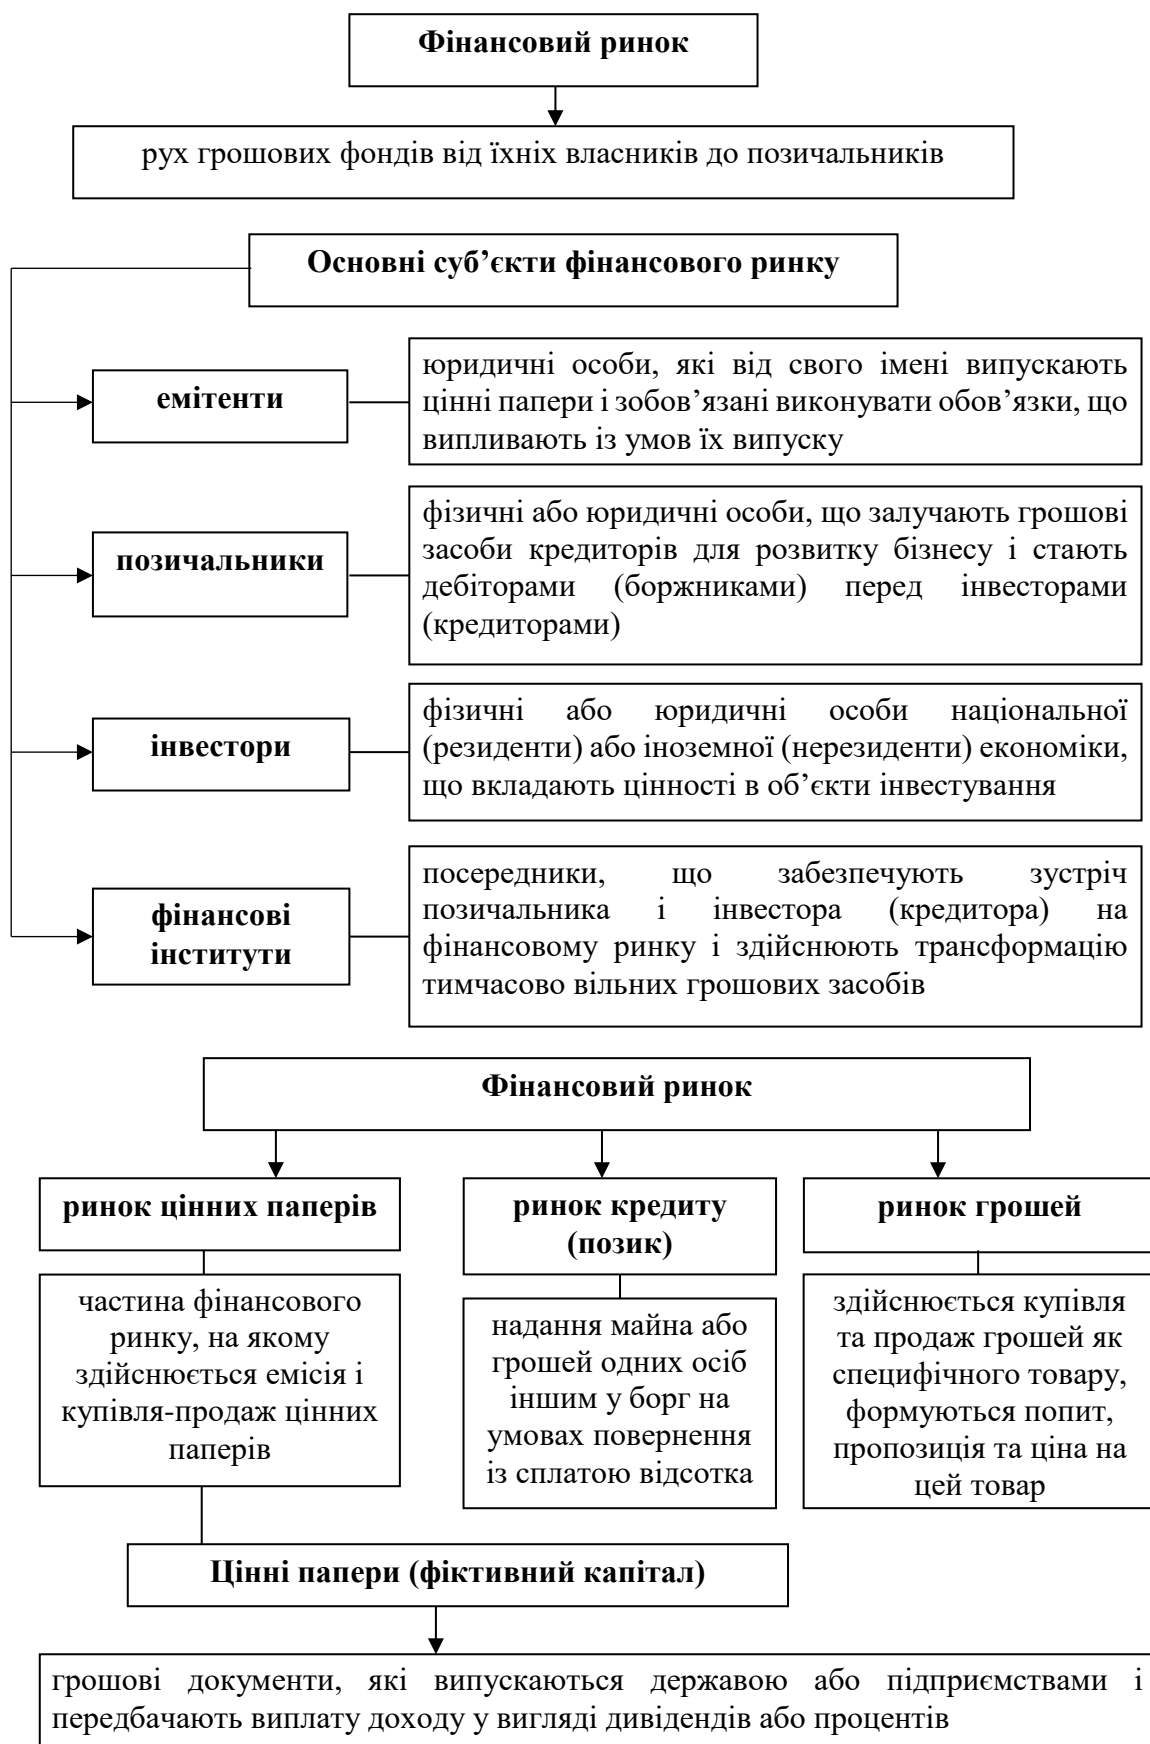 Фінансовий ринок
рух грошових фондів від їхніх власників до позичальників
Основні суб’єкти фінансового ринку
емітенти
юридичні особи, які від свого імені випускають
цінні папери і зобов’язані виконувати обов’язки, що
випливають із умов їх випуску
позичальники
фізичні або юридичні особи, що залучають грошові
засоби кредиторів для розвитку бізнесу і стають
дебіторами (боржниками) перед інвесторами
(кредиторами)
інвестори
фізичні або юридичні особи національної
(резиденти) або іноземної (нерезиденти) економіки,
що вкладають цінності в об’єкти інвестування
фінансові
інститути
посередники, що забезпечують зустріч
позичальника і інвестора (кредитора) на
фінансовому ринку і здійснюють трансформацію
тимчасово вільних грошових засобів
Фінансовий ринок
ринок цінних паперів
частина фінансового
ринку, на якому
здійснюється емісія і
купівля-продаж цінних
паперів
ринок кредиту
(позик)
надання майна або
грошей одних осіб
іншим у борг на
умовах повернення
із сплатою відсотка
ринок грошей
здійснюється купівля
та продаж грошей як
специфічного товару,
формуються попит,
пропозиція та ціна на
цей товар
Цінні папери (фіктивний капітал)
грошові документи, які випускаються державою або підприємствами і
передбачають виплату доходу у вигляді дивідендів або процентів